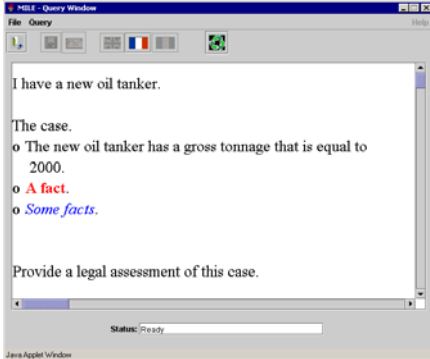 MILE - Query Window
File Query Help
I have a new oil tanker.
The case.
o The new oil tanker has a gross tonnage that is equal to
2000.
o A fact.
o Some facts.
Provide a legal assessment of this case.
Status: Ready
Java Applet Window